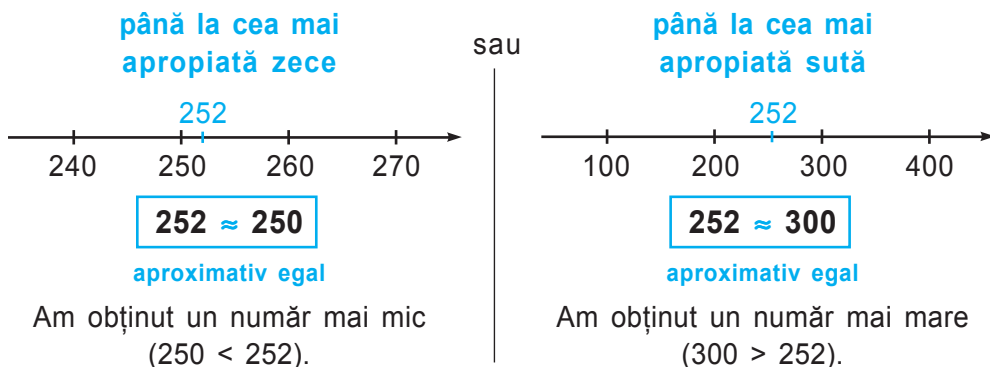 până la cea mai
apropiată zece
252
240 250 260 270
252 ≈ 250
aproximativ egal
Am obținut un număr mai mic
(250 < 252).
sau
până la cea mai
apropiată sută
252
100 200 300 400
252 ≈ 300
aproximativ egal
Am obținut un număr mai mare
(300 > 252).